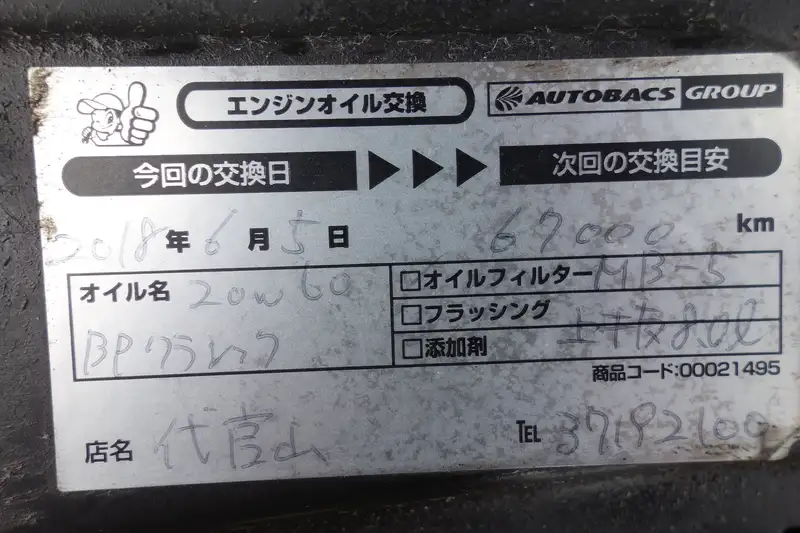 エンジンオイル交換 AUTOBACS GROUP
今回の交換日 次回の交換目安
2018年 6月 5日 67000 km
オイル名 20W60 □オイルフィルター MB-5
BPクラシック □フラッシング
□添加剤 上抜8.0ℓ
商品コード:00021495
店名 代官山 TEL 37192100